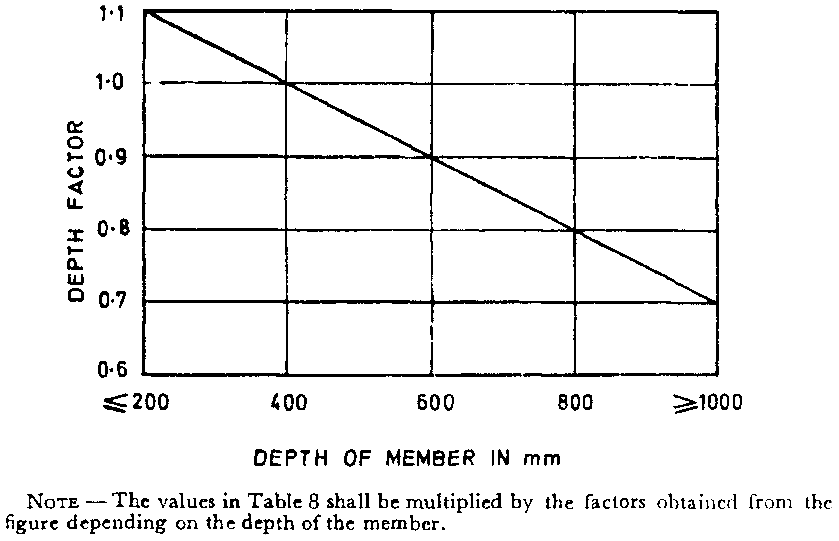 1·1
1·0
0·9
0·8
0·7
0·6
DEPTH FACTOR
⩽200 400 600 800 ⩾1000
DEPTH OF MEMBER IN mm
NOTE — The values in Table 8 shall be multiplied by the factors obtained from the
figure depending on the depth of the member.